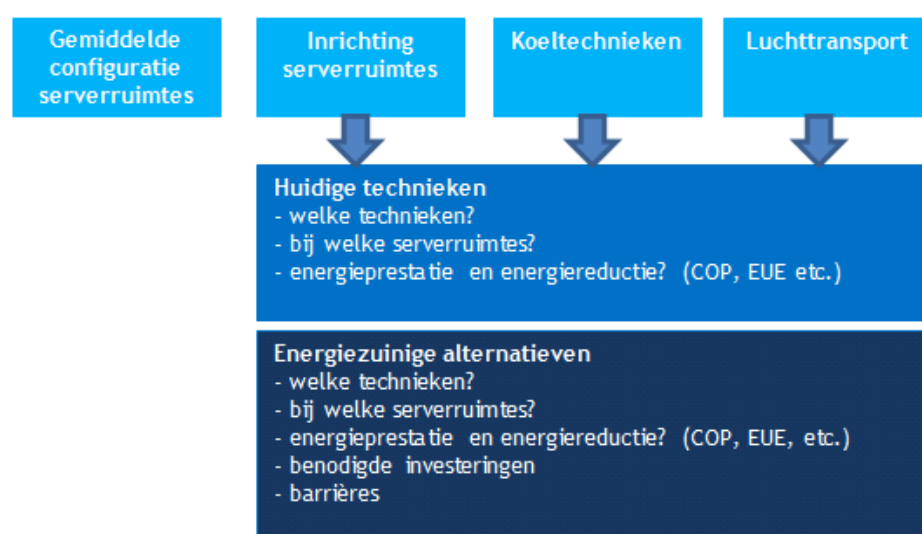 Gemiddelde
configuratie
serverruimtes
Inrichting
serverruimtes
Koeltechnieken
Luchttransport
Huidige technieken
- welke technieken?
- bij welke serverruimtes?
- energieprestatie en energiereductie? (COP, EUE etc.)
Energiezuinige alternatieven
- welke technieken?
- bij welke serverruimtes?
- energieprestatie en energiereductie? (COP, EUE, etc.)
- benodigde investeringen
- barrières